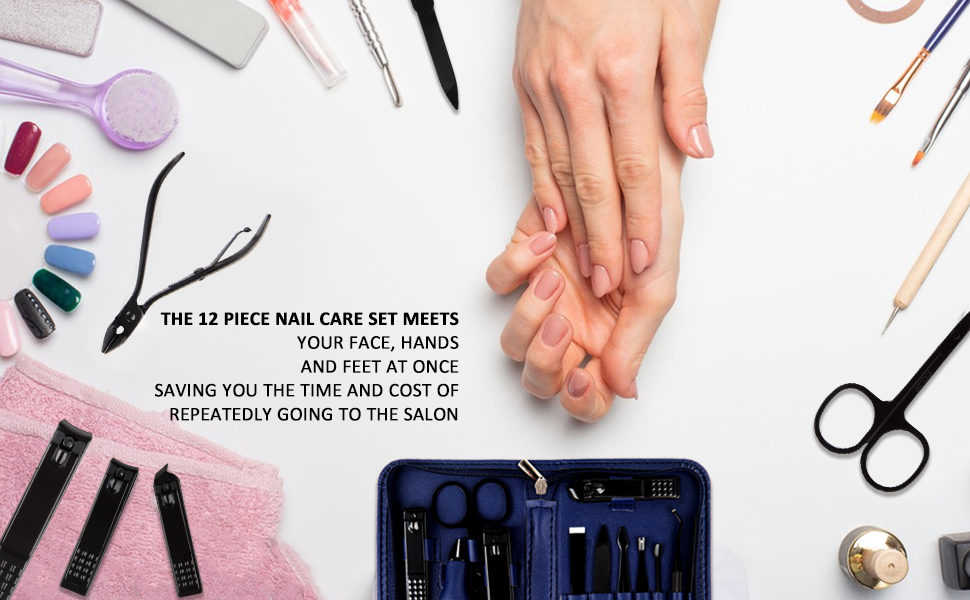 THE 12 PIECE NAIL CARE SET MEETS
YOUR FACE, HANDS
AND FEET AT ONCE
SAVING YOU THE TIME AND COST OF
REPEATEDLY GOING TO THE SALON